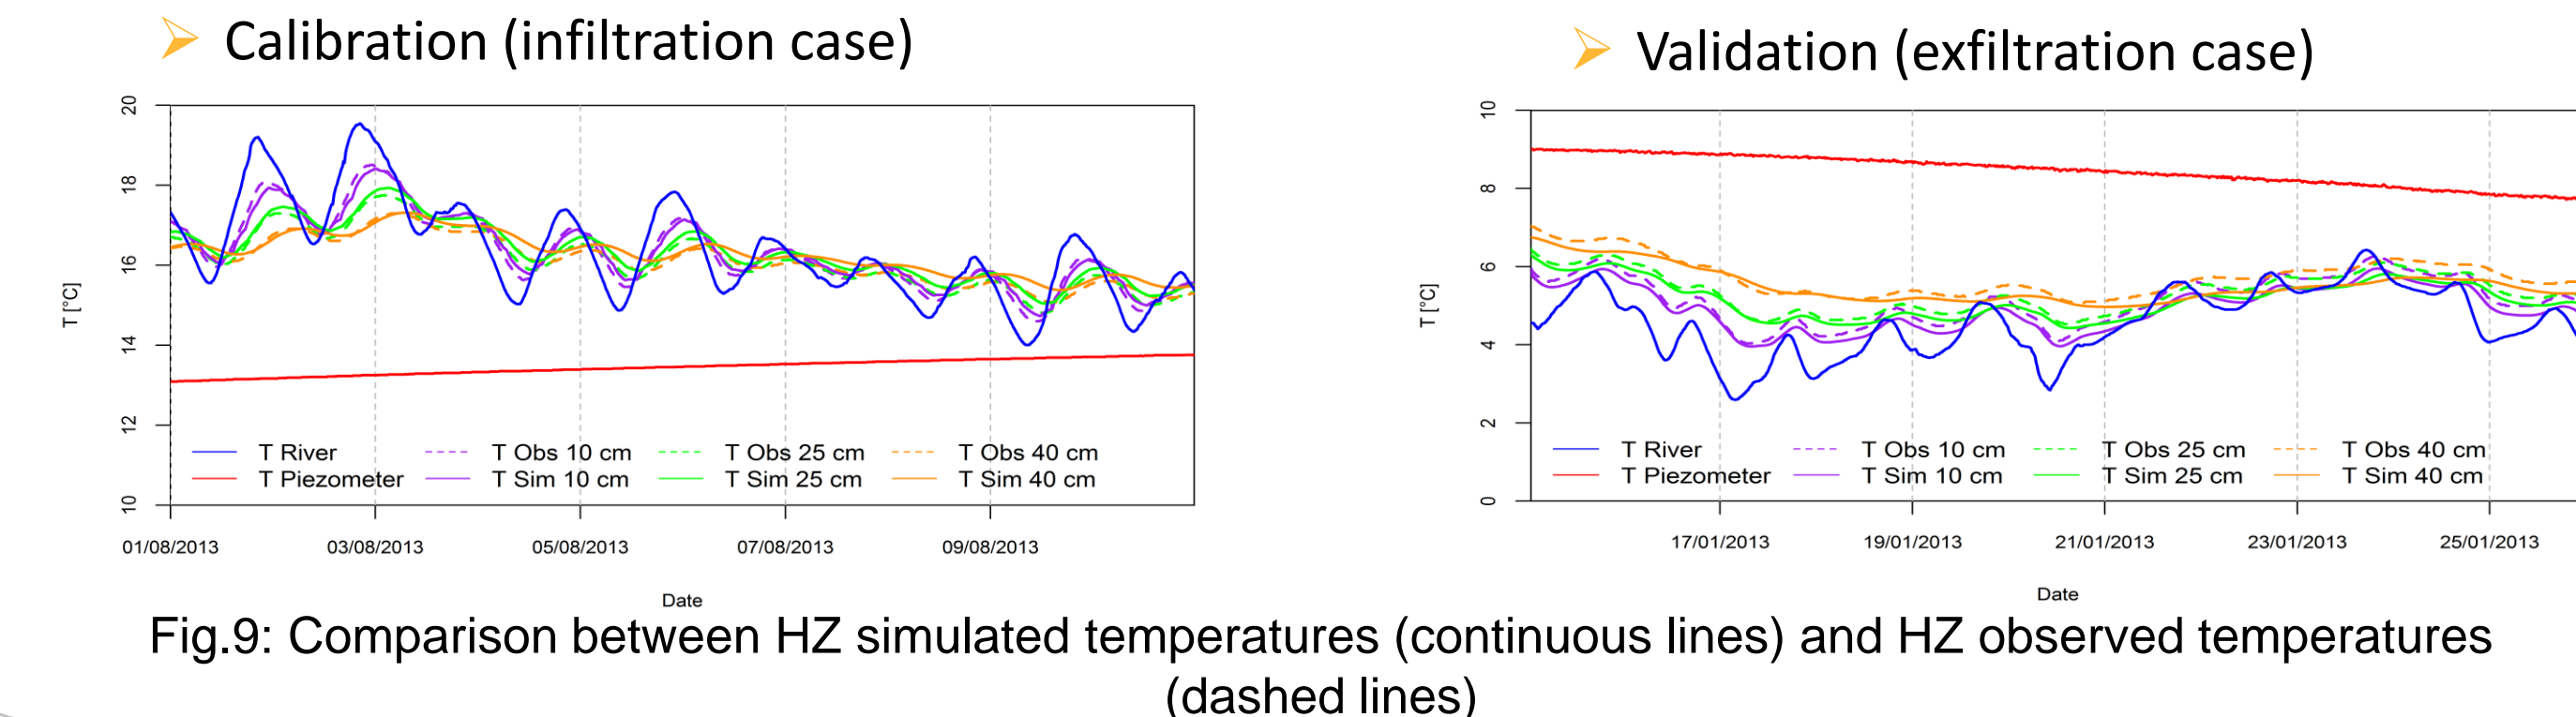 Calibration (infiltration case)
20
18
16
14
12
10
T [°C]
T River
T Obs 10 cm
T Obs 25 cm
T Obs 40 cm
T Piezometer
T Sim 10 cm
T Sim 25 cm
T Sim 40 cm
01/08/2013
03/08/2013
05/08/2013
07/08/2013
09/08/2013
Date
Validation (exfiltration case)
10
8
6
4
2
0
T [°C]
T River
T Obs 10 cm
T Obs 25 cm
T Obs 40 cm
T Piezometer
T Sim 10 cm
T Sim 25 cm
T Sim 40 cm
17/01/2013
19/01/2013
21/01/2013
23/01/2013
25/01/2013
Date
Fig.9: Comparison between HZ simulated temperatures (continuous lines) and HZ observed temperatures
(dashed lines)